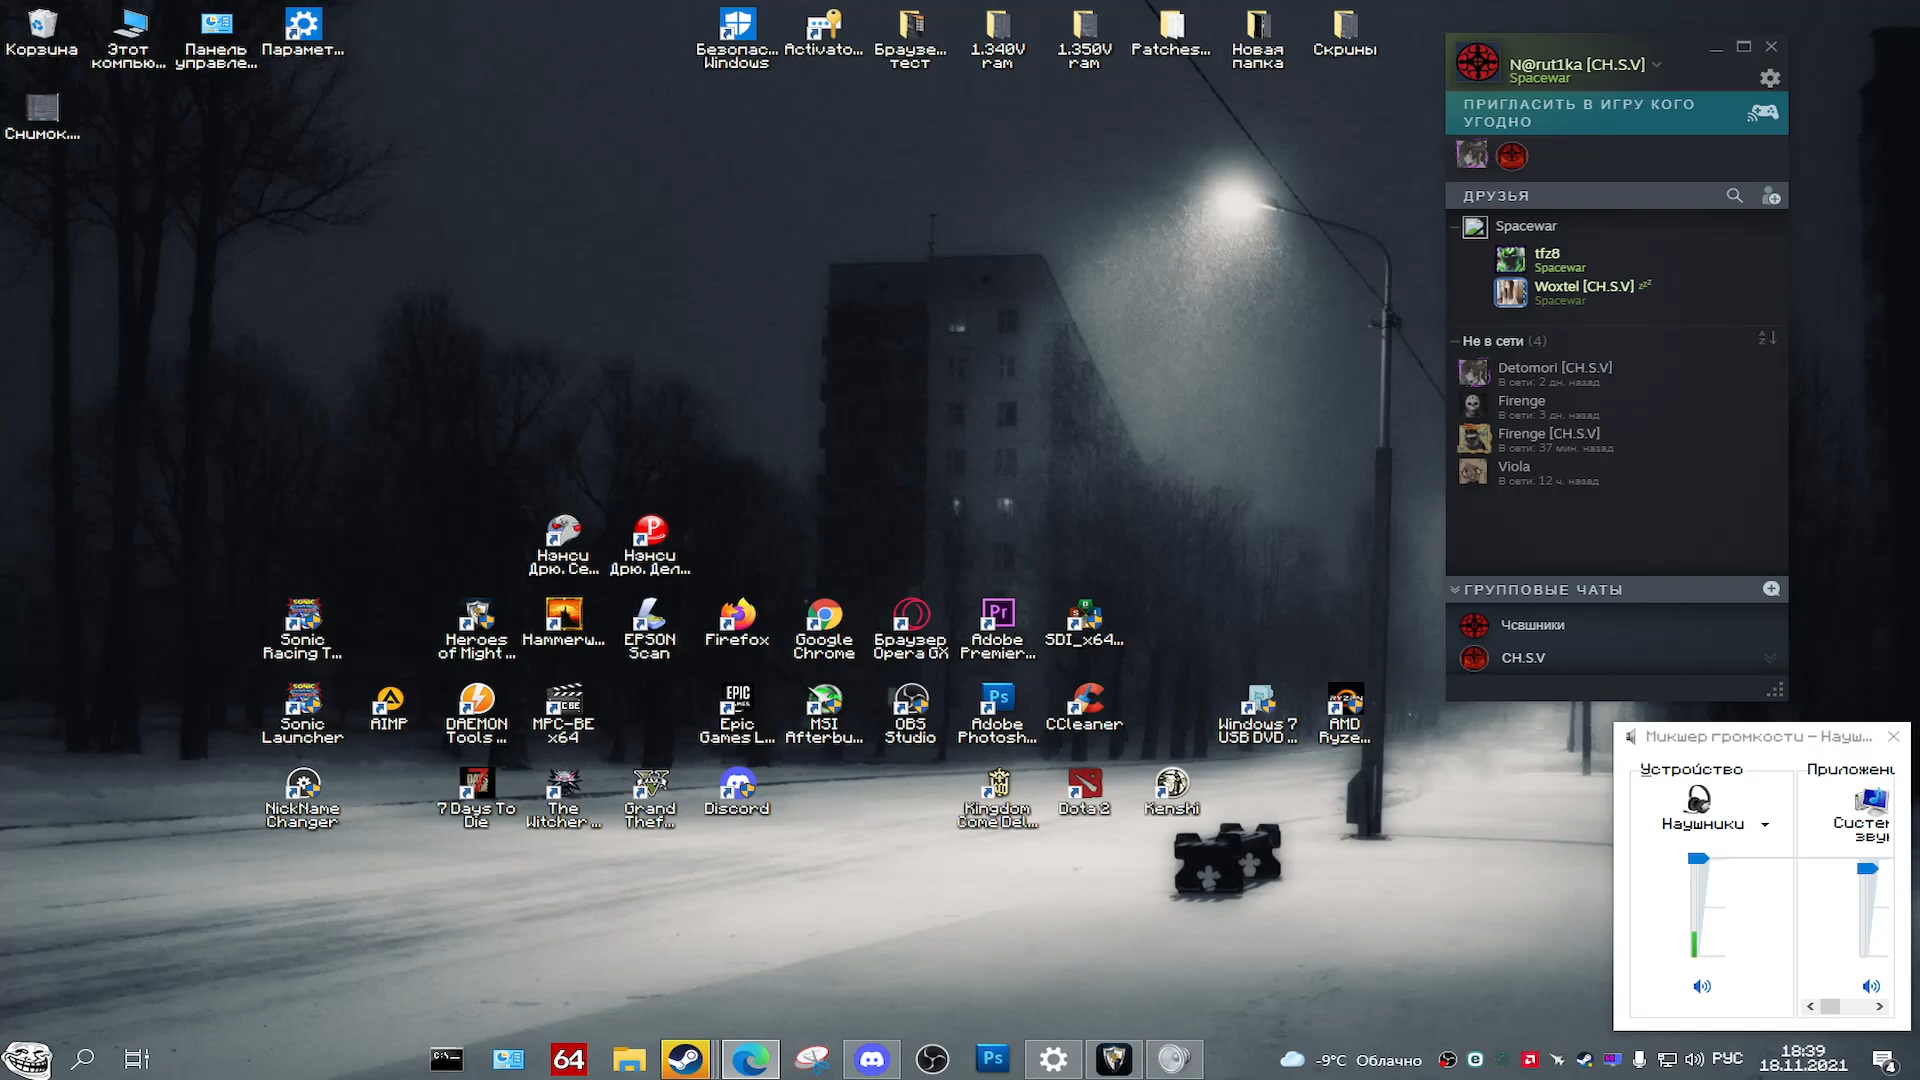 Корзина
Этот
компью...
Панель
управле...
Парамет...
Безопас...
Windows
Activato...
Браузе...
тест
1.340V
ram
1.350V
ram
Patches...
Новая
папка
Скрины
Снимок....
N@rut1ka [CH.S.V]
Spacewar
ПРИГЛАСИТЬ В ИГРУ КОГО
УГОДНО
ДРУЗЬЯ
Spacewar
tfz8
Spacewar
Woxtel [CH.S.V] zzz
Spacewar
Не в сети (4)
Detomori [CH.S.V]
В сети: 2 дн. назад
Firenge
В сети: 3 дн. назад
Firenge [CH.S.V]
В сети: 37 мин. назад
Viola
В сети: 12 ч. назад
ГРУППОВЫЕ ЧАТЫ
Чсвшники
CH.S.V
Нэнси
Дрю. Се...
Нэнси
Дрю. Дел...
Sonic
Racing T...
Heroes
of Might ...
Hammerw...
EPSON
Scan
Firefox
Google
Chrome
Браузер
Opera GX
Adobe
Premier...
SDI_x64...
Sonic
Launcher
AIMP
DAEMON
Tools ...
MPC-BE
x64
Epic
Games L...
MSI
Afterbu...
OBS
Studio
Adobe
Photosh...
CCleaner
Windows 7
USB DVD ...
AMD
Ryze...
NickName
Changer
7 Days To
Die
The
Witcher ...
Grand
Thef...
Discord
Kingdom
Come Del...
Dota 2
Kenshi
Микшер громкости – Науш...
Устройство
Приложени
Наушники
Систем
звук
64
Ps
-9°C Облачно
РУС
18:39
18.11.2021
4